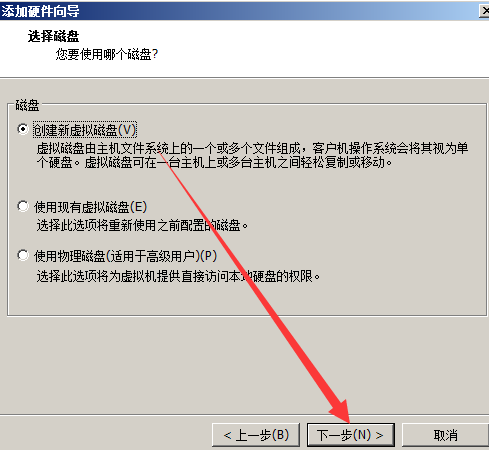 添加硬件向导
选择磁盘
您要使用哪个磁盘?
磁盘
创建新虚拟磁盘(V)
虚拟磁盘由主机文件系统上的一个或多个文件组成，客户机操作系统会将其视为单
个硬盘。虚拟磁盘可在一台主机上或多台主机之间轻松复制或移动。
使用现有虚拟磁盘(E)
选择此选项将重新使用之前配置的磁盘。
使用物理磁盘(适用于高级用户)(P)
选择此选项将为虚拟机提供直接访问本地硬盘的权限。
< 上一步(B)
下一步(N) >
取消